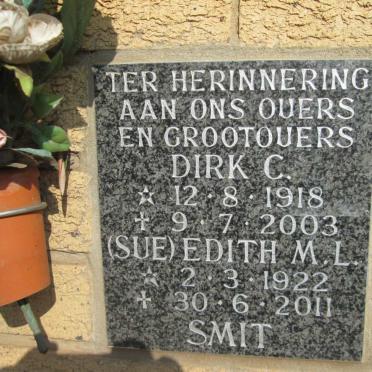 TER HERINNERING
AAN ONS OUERS
EN GROOTOUERS
DIRK C.
☆ 12·8·1918
✝ 9·7·2003
(SUE) EDITH M.L.
☆ 2·3·1922
✝ 30·6·2011
SMIT